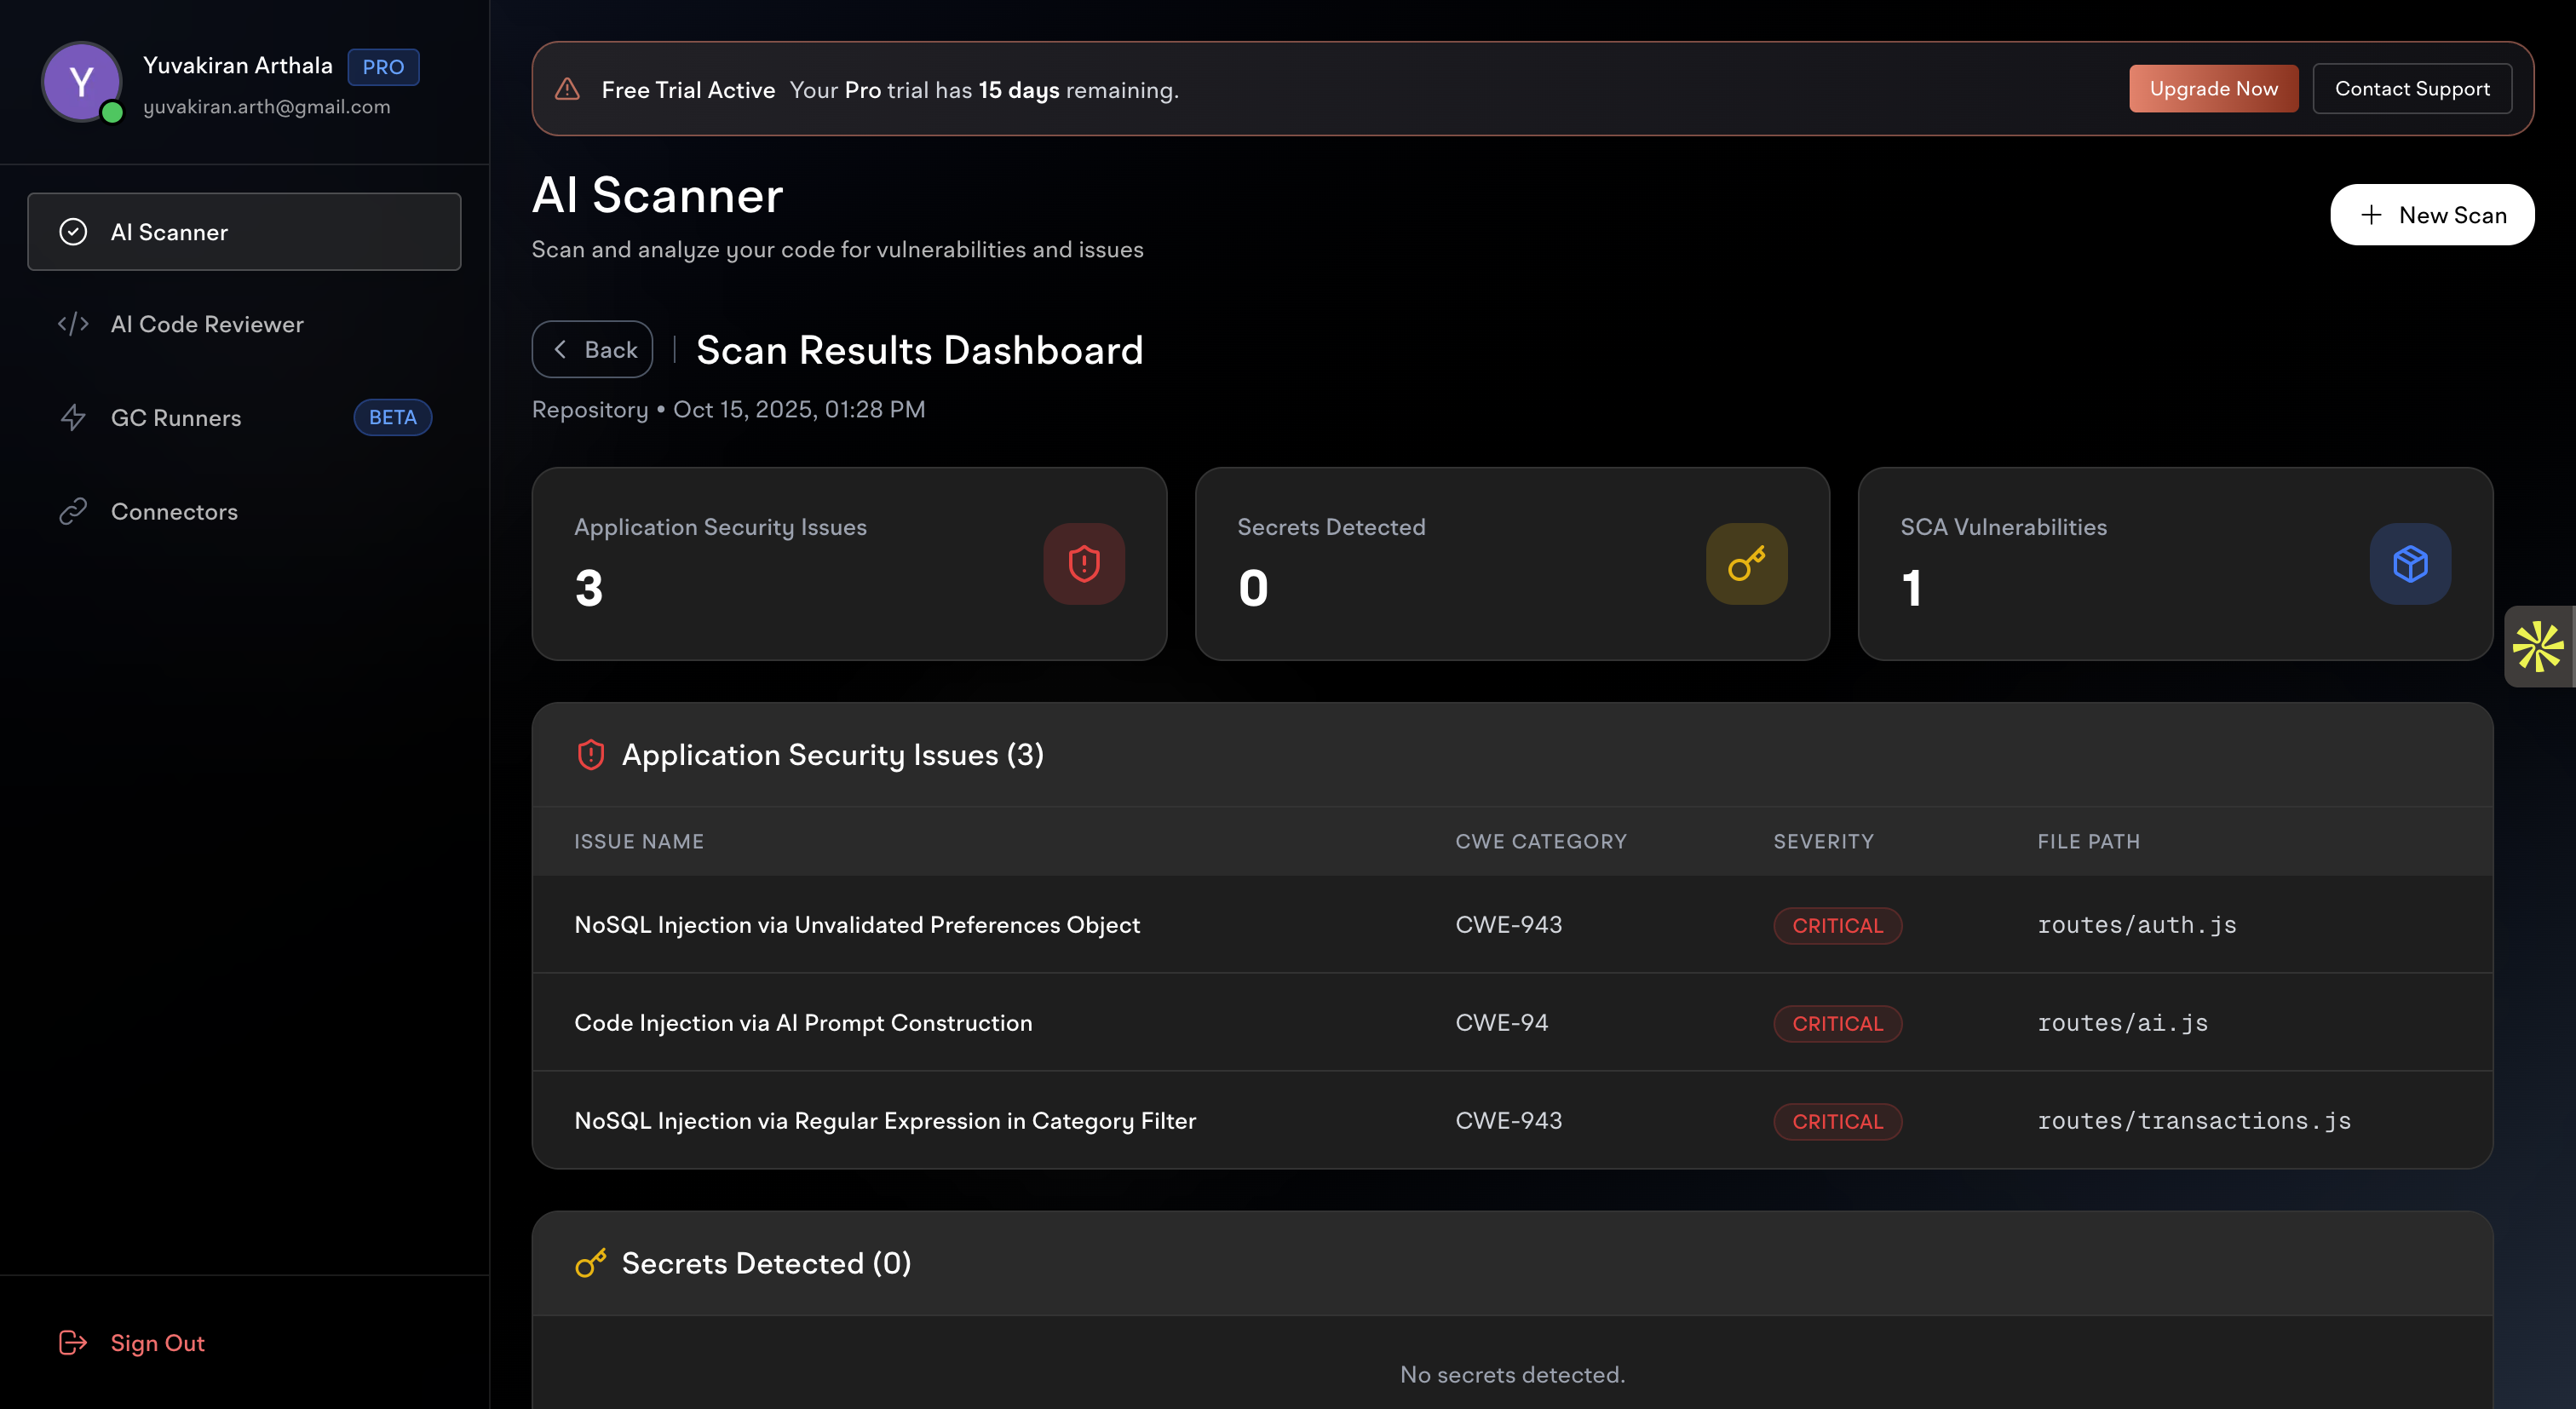 Y
Yuvakiran Arthala PRO
yuvakiran.arth@gmail.com
AI Scanner
AI Code Reviewer
GC Runners BETA
Connectors
Sign Out
Free Trial Active Your Pro trial has 15 days remaining.
Upgrade Now
Contact Support
AI Scanner
Scan and analyze your code for vulnerabilities and issues
New Scan
Back
Scan Results Dashboard
Repository • Oct 15, 2025, 01:28 PM
Application Security Issues
3
Secrets Detected
0
SCA Vulnerabilities
1
Application Security Issues (3)
ISSUE NAME CWE CATEGORY SEVERITY FILE PATH
NoSQL Injection via Unvalidated Preferences Object CWE-943 CRITICAL routes/auth.js
Code Injection via AI Prompt Construction CWE-94 CRITICAL routes/ai.js
NoSQL Injection via Regular Expression in Category Filter CWE-943 CRITICAL routes/transactions.js
Secrets Detected (0)
No secrets detected.